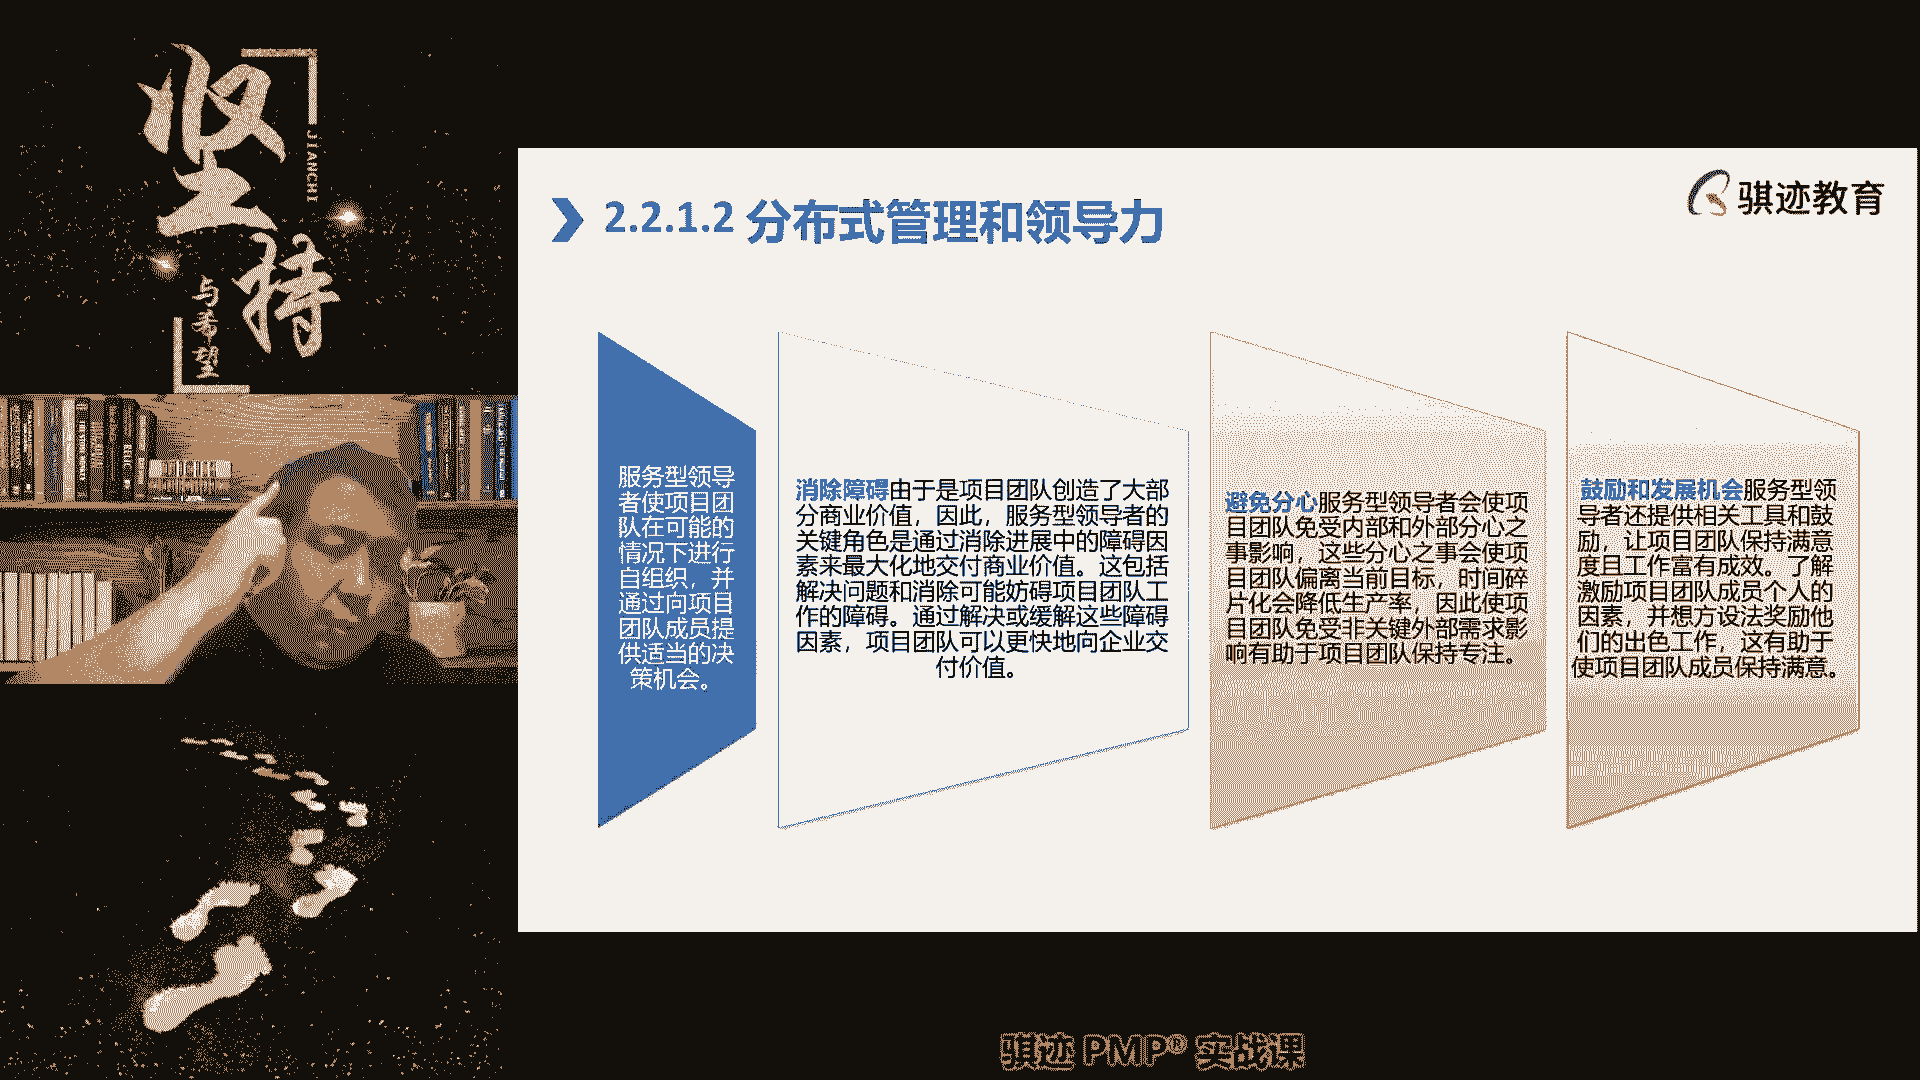 坚持
JIANCHI
与希望
骐迹教育
2.2.1.2 分布式管理和领导力
服务型领导
者使项目团
队在可能的
情况下进行
自组织，并
通过向项目
团队成员提
供适当的决
策机会。
消除障碍由于是项目团队创造了大部
分商业价值，因此，服务型领导者的
关键角色是通过消除进展中的障碍因
素来最大化地交付商业价值。这包括
解决问题和消除可能妨碍项目团队工
作的障碍。通过解决或缓解这些障碍
因素，项目团队可以更快地向企业交
付价值。
避免分心服务型领导者会使项
目团队免受内部和外部分心之
事影响，这些分心之事会使项
目团队偏离当前目标，时间碎
片化会降低生产率，因此使项
目团队免受非关键外部需求影
响有助于项目团队保持专注。
鼓励和发展机会服务型领
导者还提供相关工具和鼓
励，让项目团队保持满意
度且工作富有成效。了解
激励项目团队成员个人的
因素，并想方设法奖励他
们的出色工作，这有助于
使项目团队成员保持满意。
骐迹 PMP® 实战课